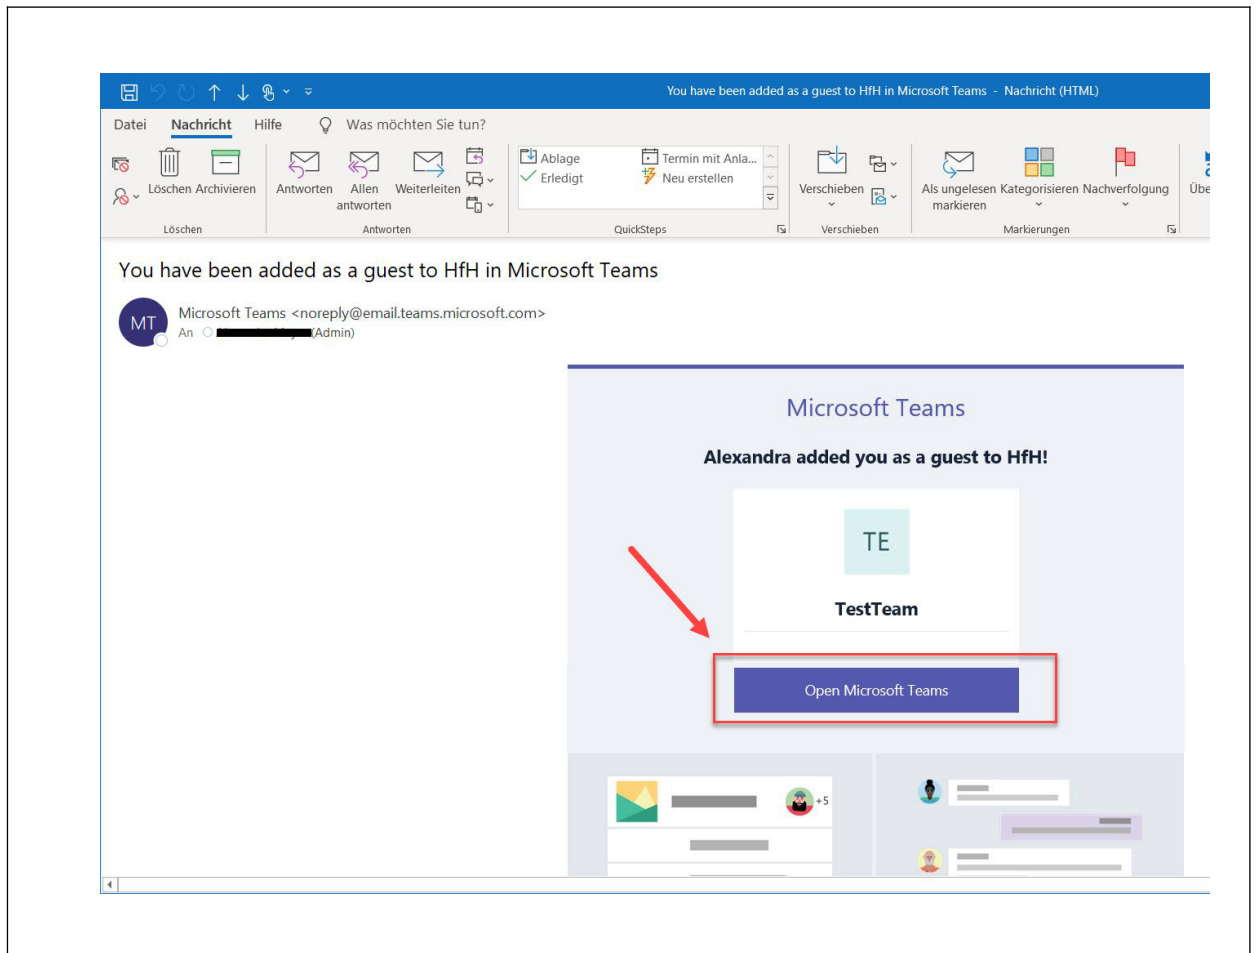 You have been added as a guest to HfH in Microsoft Teams - Nachricht (HTML)
Datei Nachricht Hilfe Was möchten Sie tun?
Löschen Archivieren
Antworten Allen antworten Weiterleiten
Ablage
Erledigt
Termin mit Anla...
Neu erstellen
Verschieben
Als ungelesen markieren Kategorisieren Nachverfolgung
Löschen Antworten QuickSteps Verschieben Markierungen
You have been added as a guest to HfH in Microsoft Teams
MT
Microsoft Teams <noreply@email.teams.microsoft.com>
An (Admin)
Microsoft Teams
Alexandra added you as a guest to HfH!
TE
TestTeam
Open Microsoft Teams
+5